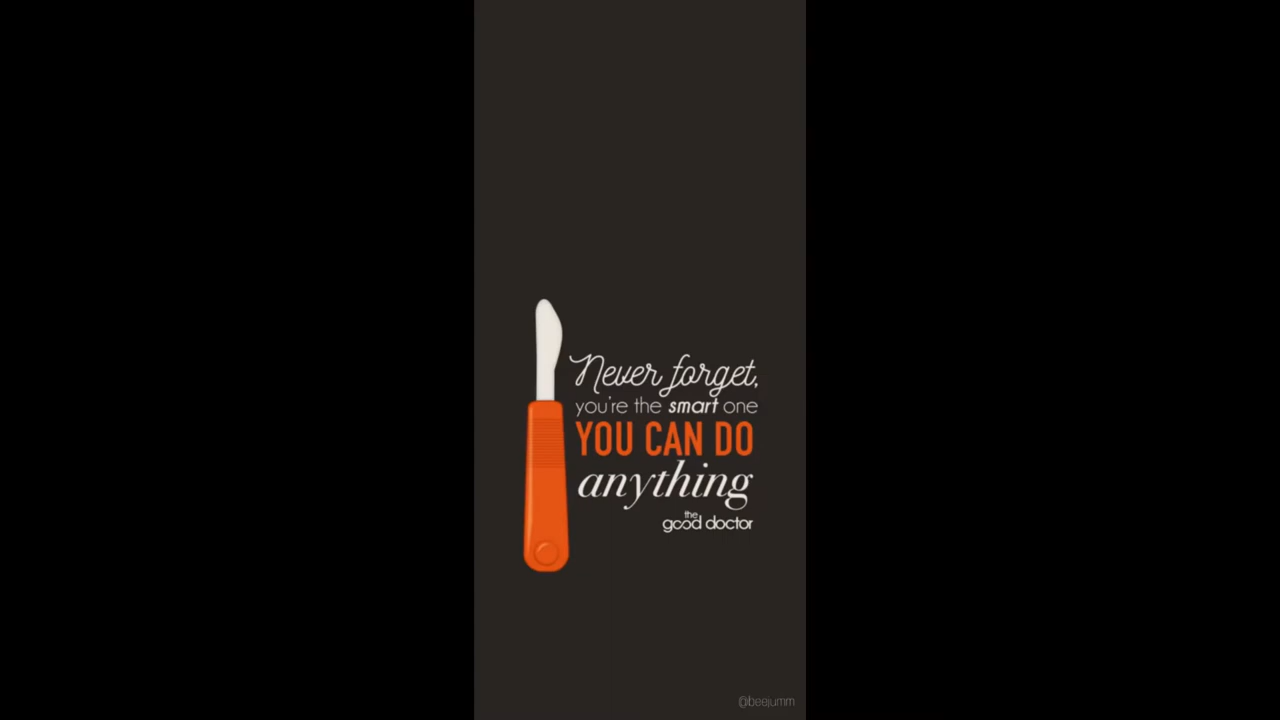 Never forget,
you're the smart one
YOU CAN DO
anything
the
good doctor
@beejumm